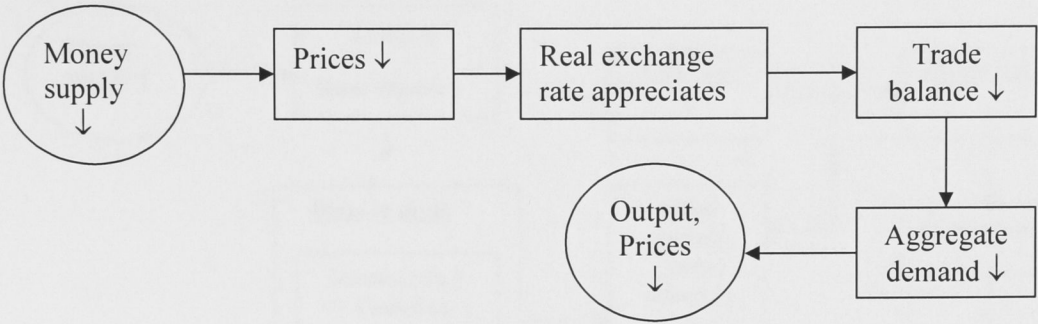 Money
supply
↓
Prices ↓
Real exchange
rate appreciates
Trade
balance ↓
Aggregate
demand ↓
Output,
Prices
↓